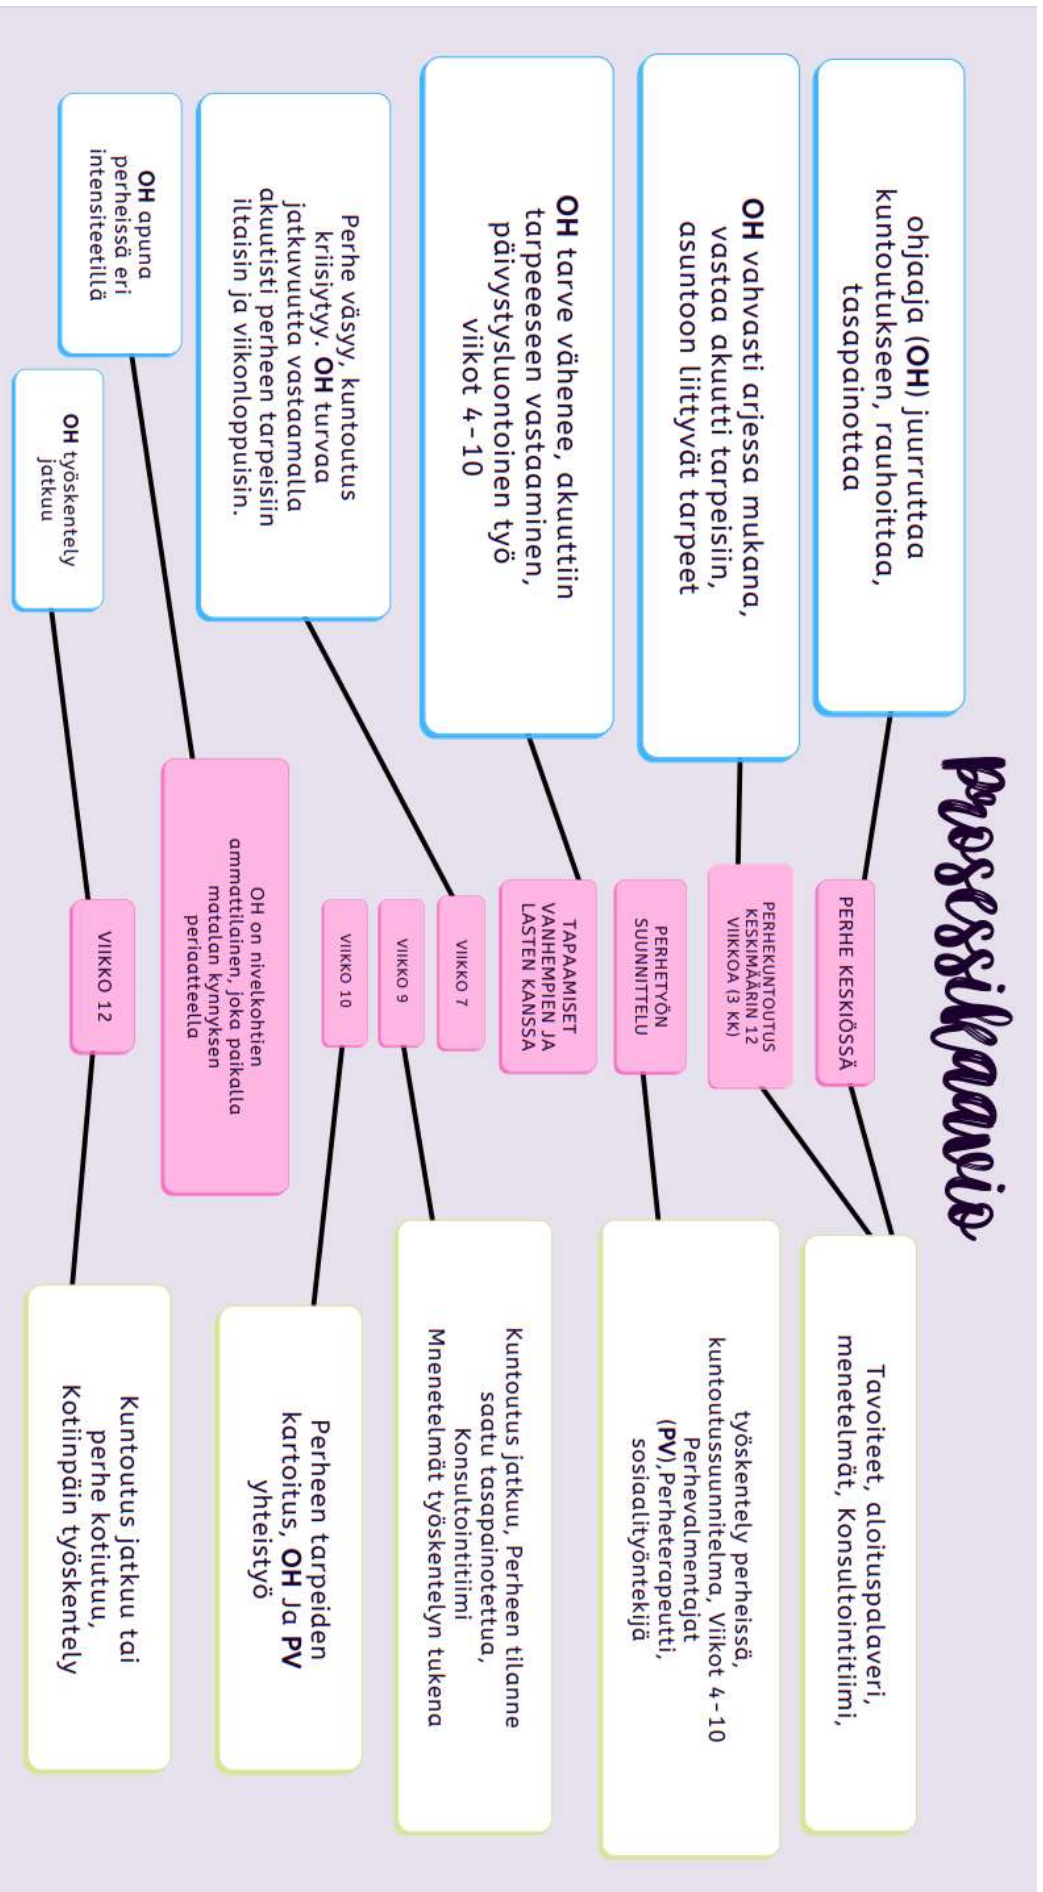 prosessikaavio
ohjaaja (OH) juurruttaa
kuntoutukseen, rauhoittaa,
tasapainottaa
PERHE KESKIÖSSÄ
Tavoiteet, aloituspalaveri,
menetelmät, Konsultointitiimi,
OH vahvasti arjessa mukana,
vastaa akuutti tarpeisiin,
asuntoon liittyvät tarpeet
PERHEKUNTOUTUS
KESKIMÄÄRIN 12
VIIKKOA (3 KK)
PERHETYÖN
SUUNNITTELU
työskentely perheissä,
kuntoutussuunnitelma, Viikot 4-10
Perhevalmentajat
(PV),Perheterapeutti,
sosiaalityöntekijä
OH tarve vähenee, akuuttiin
tarpeeseen vastaaminen,
päivystysluontoinen työ
viikot 4-10
TAPAAMISET
VANHEMPIEN JA
LASTEN KANSSA
VIIKKO 7
VIIKKO 9
VIIKKO 10
Kuntoutus jatkuu, Perheen tilanne
saatu tasapainotettua,
Konsultointitiimi
Mnenetelmät työskentelyn tukena
Perhe väsyy, kuntoutus
kriisiytyy. OH turvaa
jatkuvuutta vastaamalla
akuutisti perheen tarpeisiin
iltaisin ja viikonloppuisin.
Perheen tarpeiden
kartoitus, OH Ja PV
yhteistyö
OH on nivelkohtien
ammattilainen, joka paikalla
matalan kynnyksen
periaatteella
OH apuna
perheissä eri
intensiteetillä
OH työskentely
jatkuu
VIIKKO 12
Kuntoutus jatkuu tai
perhe kotiutuu,
Kotiinpäin työskentely